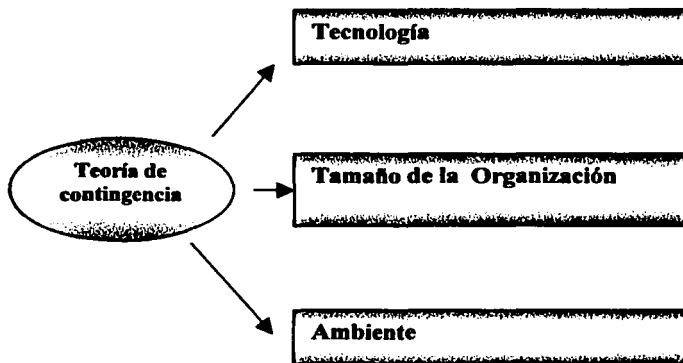 Tecnología
Teoría de
contingencia
Tamaño de la Organización
Ambiente